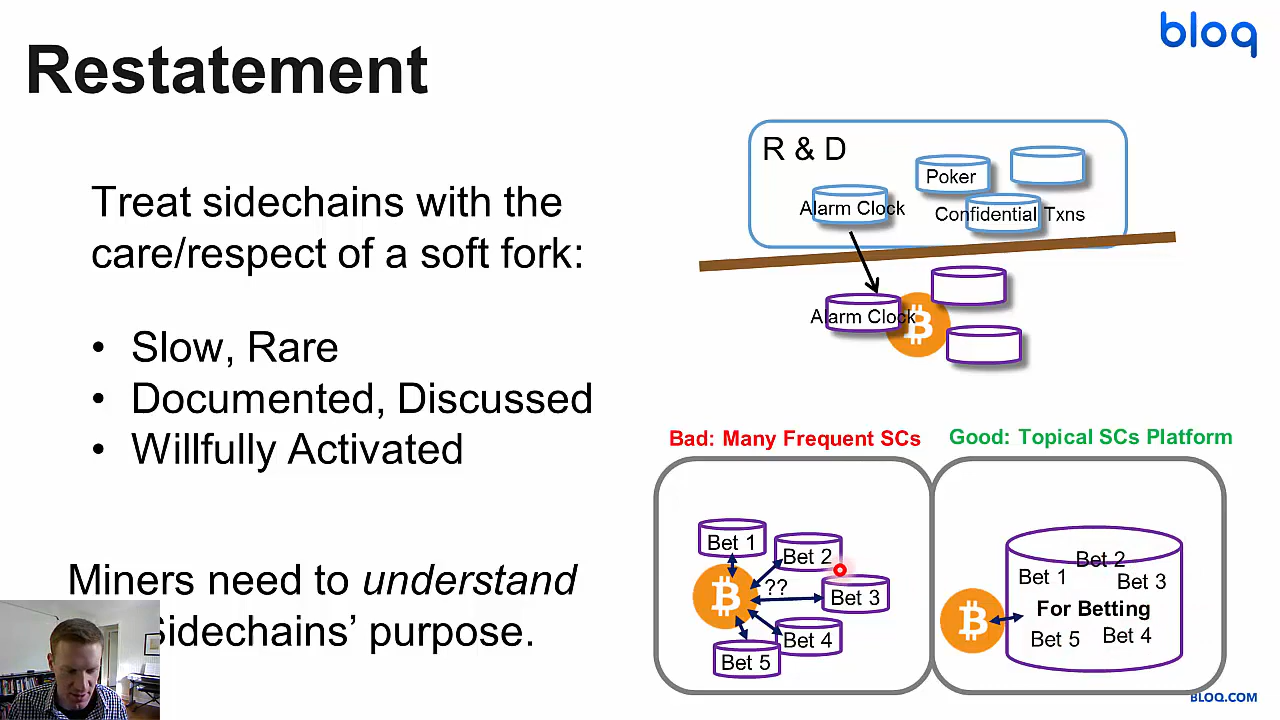 bloq
Restatement
Treat sidechains with the
care/respect of a soft fork:
• Slow, Rare
• Documented, Discussed
• Willfully Activated
Miners need to understand
Sidechains’ purpose.
R & D
Poker
Alarm Clock
Confidential Txns
Alarm Clock
Bad: Many Frequent SCs
Bet 1
Bet 2
??
Bet 3
Bet 4
Bet 5
Good: Topical SCs Platform
Bet 2
Bet 1
Bet 3
For Betting
Bet 5
Bet 4
BLOQ.COM